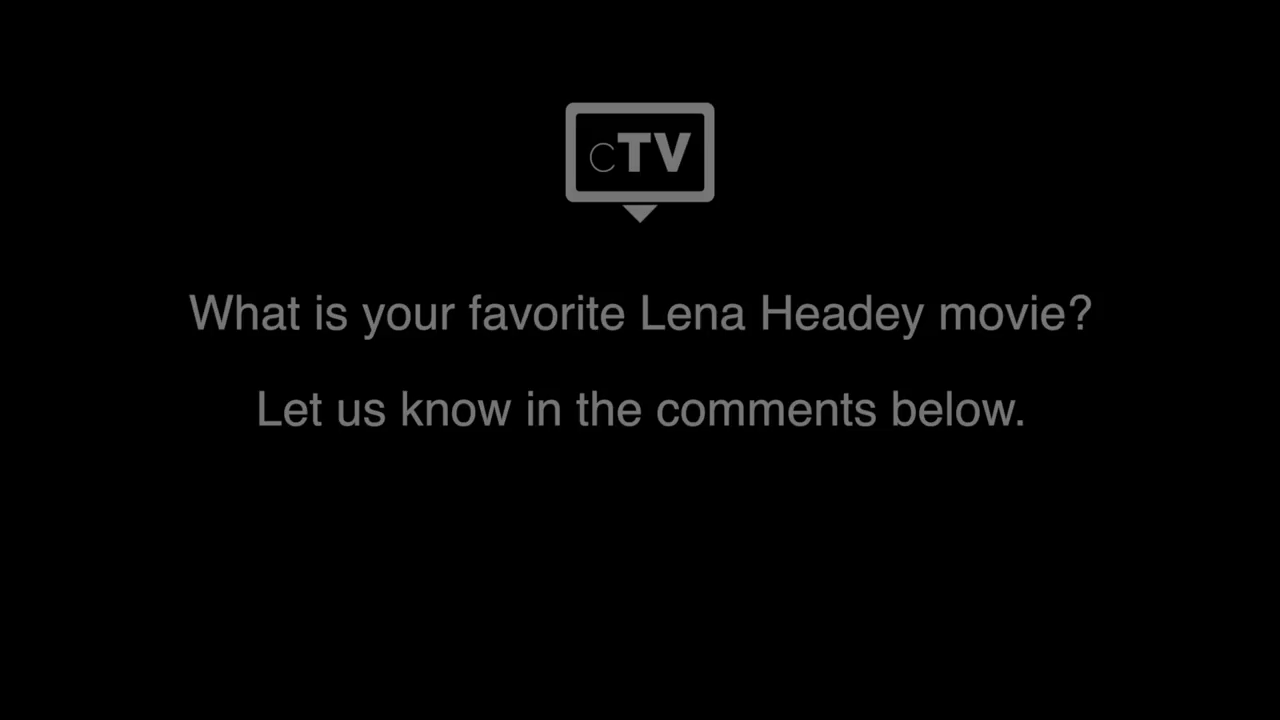 cTV
What is your favorite Lena Headey movie?
Let us know in the comments below.